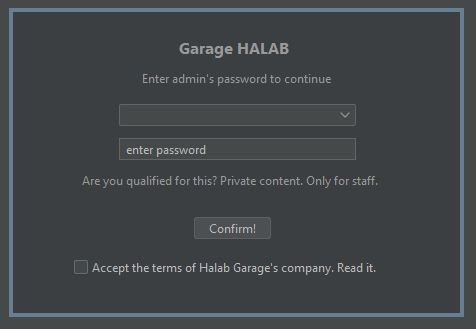 Garage HALAB
Enter admin's password to continue
enter password
Are you qualified for this? Private content. Only for staff.
Confirm!
Accept the terms of Halab Garage's company. Read it.